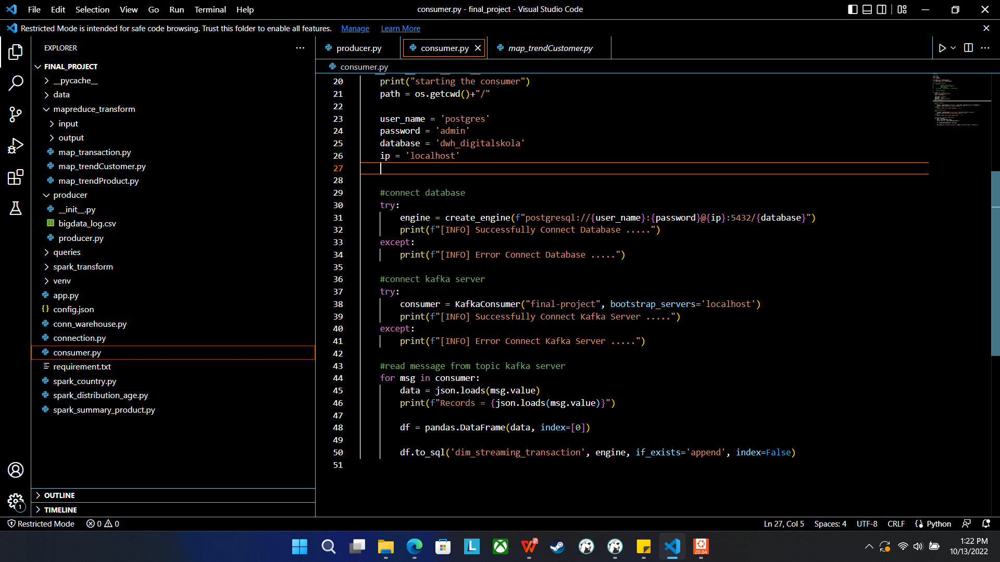 File Edit Selection View Go Run Terminal Help
consumer.py - final_project - Visual Studio Code
Restricted Mode is intended for safe code browsing. Trust this folder to enable all features. Manage Learn More
EXPLORER
FINAL_PROJECT
__pycache__
data
mapreduce_transform
input
output
map_transaction.py
map_trendCustomer.py
map_trendProduct.py
producer
__init__.py
bigdata_log.csv
producer.py
queries
spark_transform
venv
app.py
config.json
conn_warehouse.py
connection.py
consumer.py
requirement.txt
spark_country.py
spark_distribution_age.py
spark_summary_product.py
OUTLINE
TIMELINE
producer.py consumer.py map_trendCustomer.py
consumer.py
20 print("starting the consumer")
21 path = os.getcwd()+"/"
22
23 user_name = 'postgres'
24 password = 'admin'
25 database = 'dwh_digitalskola'
26 ip = 'localhost'
27
28
29 #connect database
30 try:
31 engine = create_engine(f"postgresql://{user_name}:{password}@{ip}:5432/{database}")
32 print(f"[INFO] Successfully Connect Database .....")
33 except:
34 print(f"[INFO] Error Connect Database .....")
35
36 #connect kafka server
37 try:
38 consumer = KafkaConsumer("final-project", bootstrap_servers='localhost')
39 print(f"[INFO] Successfully Connect Kafka Server .....")
40 except:
41 print(f"[INFO] Error Connect Kafka Server .....")
42
43 #read message from topic kafka server
44 for msg in consumer:
45 data = json.loads(msg.value)
46 print(f"Records = {json.loads(msg.value)}")
47
48 df = pandas.DataFrame(data, index=[0])
49
50 df.to_sql('dim_streaming_transaction', engine, if_exists='append', index=False)
51
1
Restricted Mode 0 0
Ln 27, Col 5 Spaces: 4 UTF-8 CRLF {} Python
L
2
20.04
1:22 PM
10/13/2022